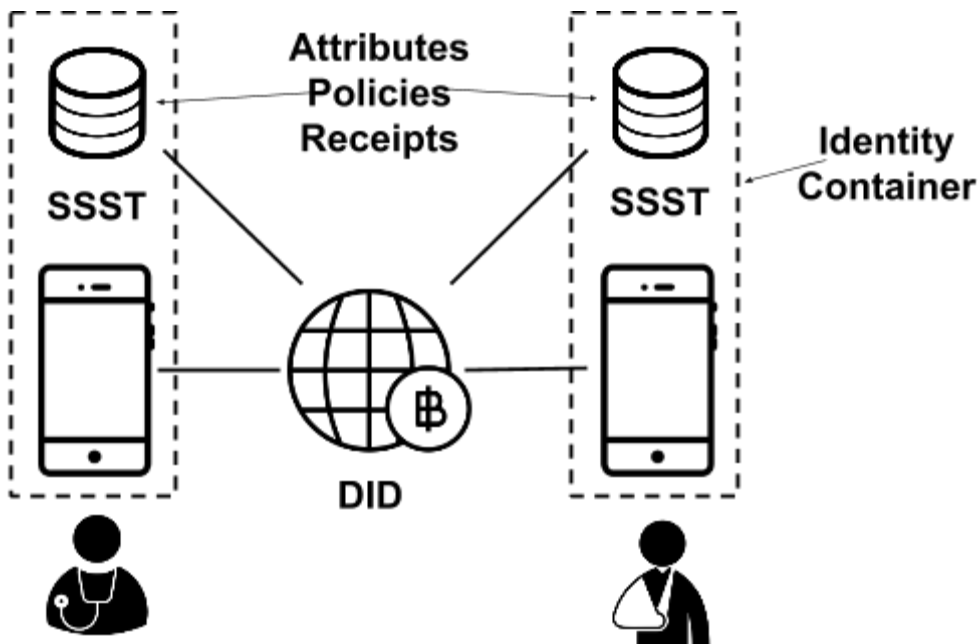 Attributes
Policies
Receipts
Identity
Container
SSST
SSST
DID